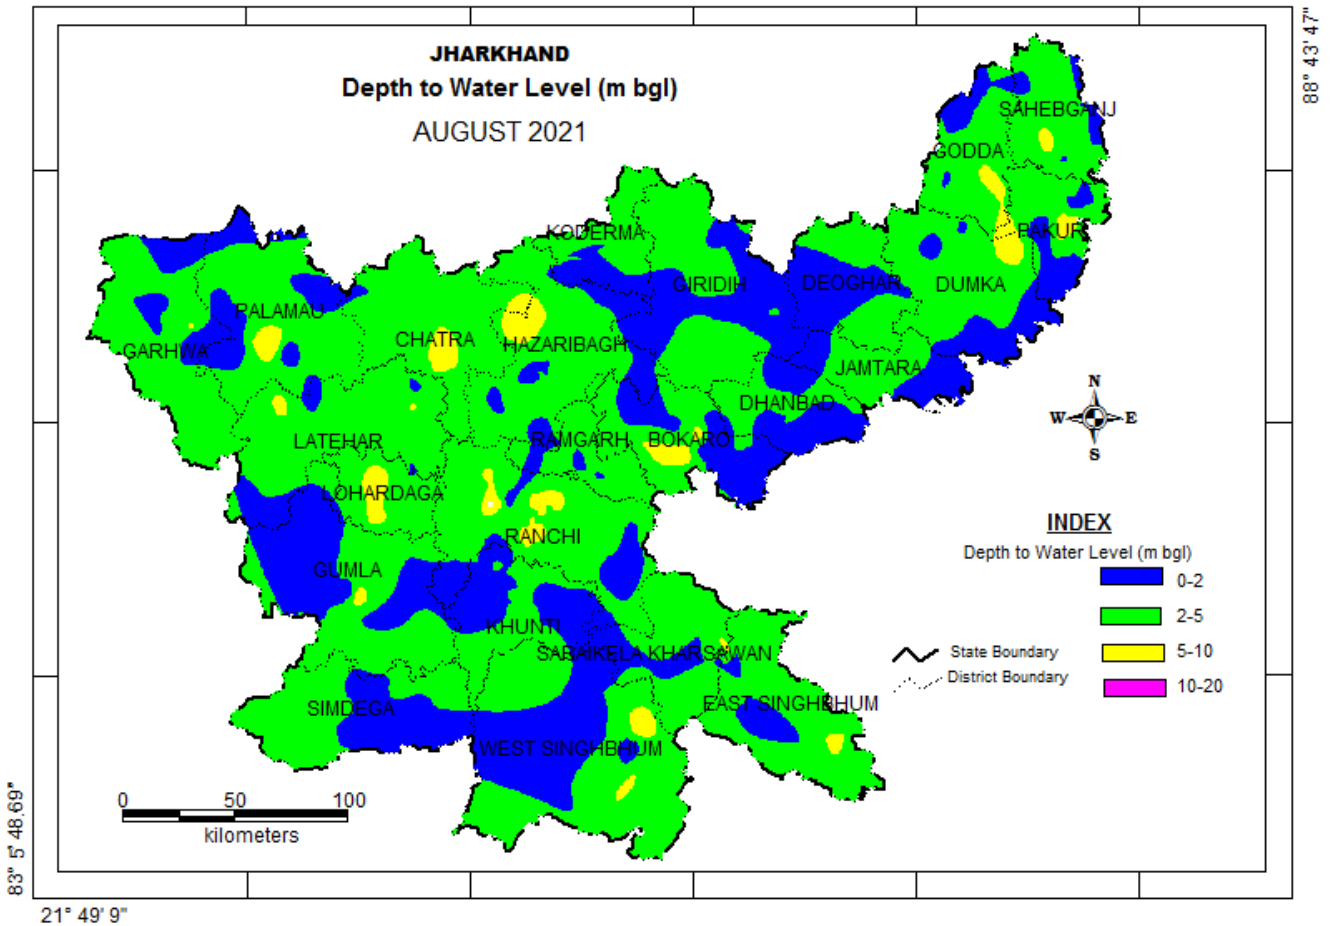 JHARKHAND
Depth to Water Level (m bgl)
AUGUST 2021
88° 43' 47"
SAHEBGANJ
GODDA
KODERMA
PAKUR
GIRIDIH
DEOGHAR
DUMKA
PALAMAU
CHATRA
HAZARIBAGH
GARHWA
JAMTARA
DHANBAD
N
W E
S
LATEHAR
RAMGARH
BOKARO
LOHARDAGA
RANCHI
GUMLA
KHUNTI
SARAIKELA KHARSAWAN
SIMDEGA
EAST SINGHBHUM
WEST SINGHBHUM
INDEX
Depth to Water Level (m bgl)
0-2
2-5
5-10
10-20
State Boundary
District Boundary
0 50 100
kilometers
83° 5' 48.69"
21° 49' 9"